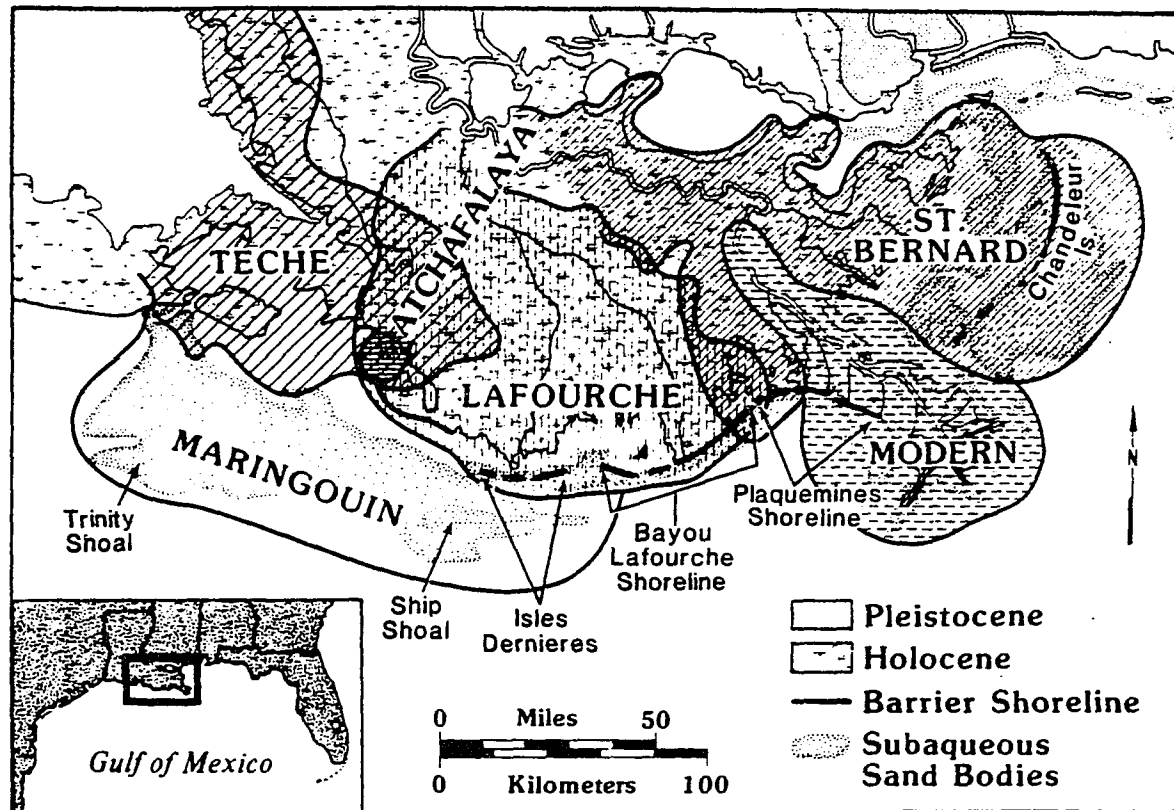 TECHE
ATCHAFALAYA
ST.
BERNARD
Chandeleur
Is.
LAFOURCHE
MARINGOUIN
MODERN
Trinity
Shoal
Ship
Shoal
Isles
Dernieres
Bayou
Lafourche
Shoreline
Plaquemines
Shoreline
N
Gulf of Mexico
0 Miles 50
0 Kilometers 100
Pleistocene
Holocene
Barrier Shoreline
Subaqueous
Sand Bodies